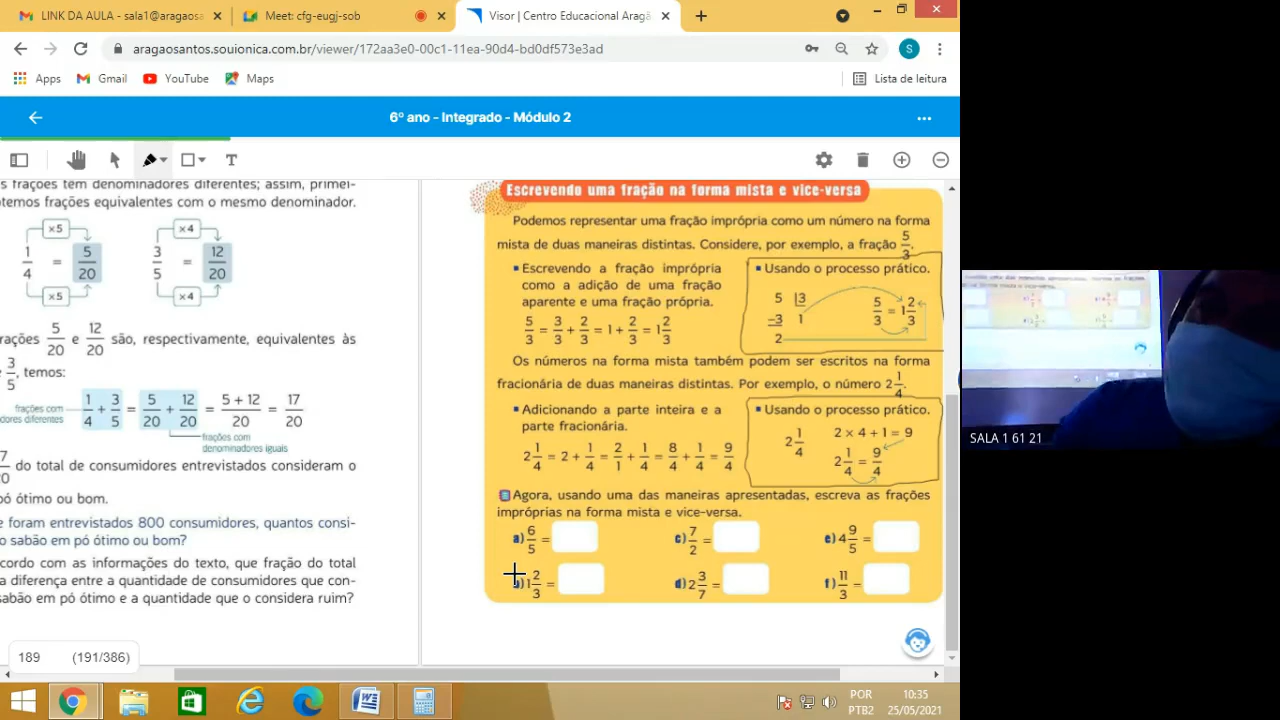 LINK DA AULA - sala1@aragaosa
Meet: cfg-eugj-sob
Visor | Centro Educacional Aragã
aragaosantos.souionica.com.br/viewer/172aa3e0-00c1-11ea-90d4-bd0df573e3ad
S
Apps
Gmail
YouTube
Maps
Lista de leitura
6º ano - Integrado - Módulo 2
T
s frações têm denominadores diferentes; assim, primei-
temos frações equivalentes com o mesmo denominador.
×5 ×4
1/4 = 5/20 3/5 = 12/20
×5 ×4
rações 5/20 e 12/20 são, respectivamente, equivalentes às
3/5, temos:
frações com
dores diferentes
1/4 + 3/5 = 5/20 + 12/20 = 5 + 12/20 = 17/20
frações com
denominadores iguais
7/20 do total de consumidores entrevistados consideram o
pó ótimo ou bom.
e foram entrevistados 800 consumidores, quantos consi-
o sabão em pó ótimo ou bom?
cordo com as informações do texto, que fração do total
a diferença entre a quantidade de consumidores que con-
sabão em pó ótimo e a quantidade que o considera ruim?
189 (191/386)
Escrevendo uma fração na forma mista e vice-versa
Podemos representar uma fração imprópria como um número na forma
mista de duas maneiras distintas. Considere, por exemplo, a fração 5/3.
▪ Escrevendo a fração imprópria
como a adição de uma fração
aparente e uma fração própria.
5/3 = 3/3 + 2/3 = 1 + 2/3 = 1 2/3
▪ Usando o processo prático.
5 |3
−3 1
2
5/3 = 1 2/3
Os números na forma mista também podem ser escritos na forma
fracionária de duas maneiras distintas. Por exemplo, o número 2 1/4.
▪ Adicionando a parte inteira e a
parte fracionária.
2 1/4 = 2 + 1/4 = 2/1 + 1/4 = 8/4 + 1/4 = 9/4
▪ Usando o processo prático.
2 1/4 2 × 4 + 1 = 9
2 1/4 = 9/4
Agora, usando uma das maneiras apresentadas, escreva as frações
impróprias na forma mista e vice-versa.
a) 6/5 = c) 7/2 = e) 4 9/5 =
) 1 2/3 = d) 2 3/7 = f) 11/3 =
SALA 1 61 21
POR
PTB2
10:35
25/05/2021